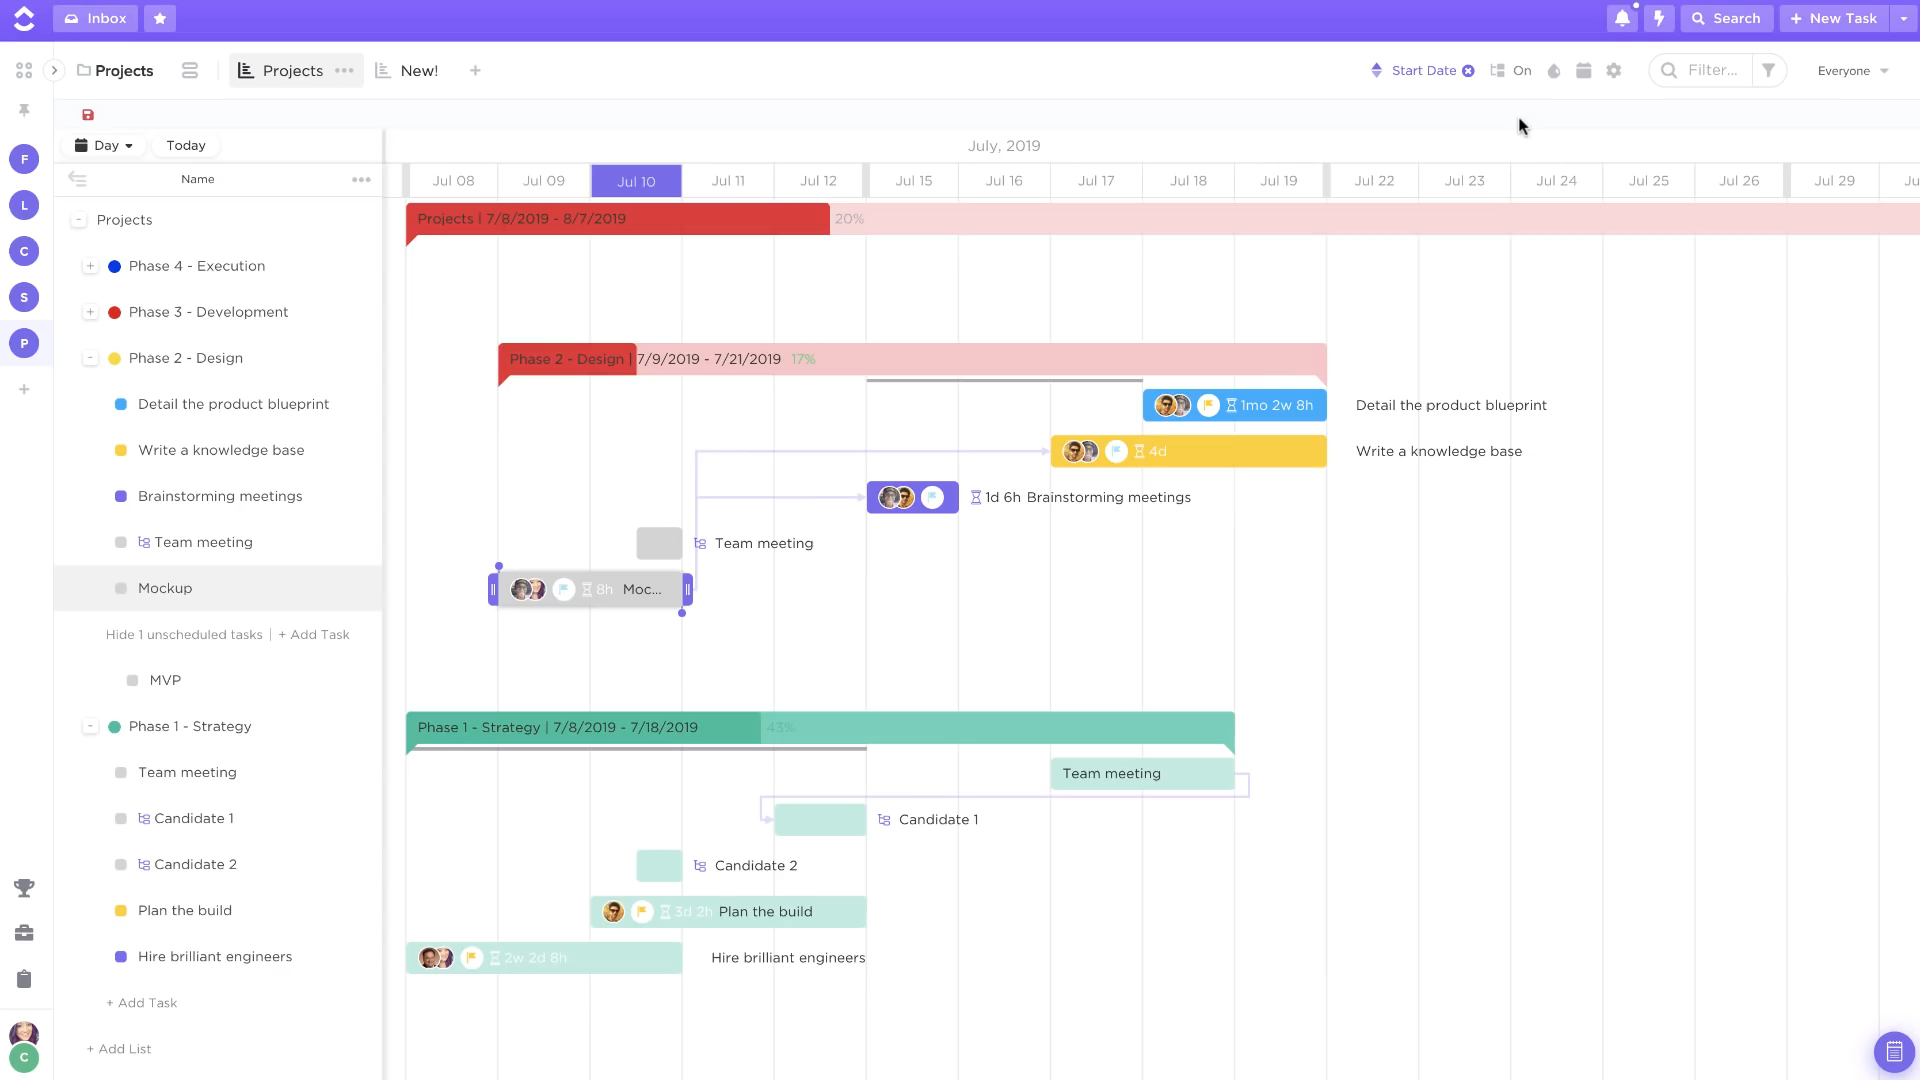 Inbox
Search
+ New Task
Projects
Projects
New!
+
Start Date
On
Filter...
Everyone
Day
Today
July, 2019
Name
Jul 08
Jul 09
Jul 10
Jul 11
Jul 12
Jul 15
Jul 16
Jul 17
Jul 18
Jul 19
Jul 22
Jul 23
Jul 24
Jul 25
Jul 26
Jul 29
Ju
F
L
C
S
P
+
C
Projects
Projects | 7/8/2019 - 8/7/2019
20%
Phase 4 - Execution
Phase 3 - Development
Phase 2 - Design
Phase 2 - Design | 7/9/2019 - 7/21/2019 17%
Detail the product blueprint
1mo 2w 8h
Detail the product blueprint
Write a knowledge base
4d
Write a knowledge base
Brainstorming meetings
1d 6h Brainstorming meetings
Team meeting
Team meeting
Mockup
8h Moc...
Hide 1 unscheduled tasks | + Add Task
MVP
Phase 1 - Strategy
Phase 1 - Strategy | 7/8/2019 - 7/18/2019
43%
Team meeting
Team meeting
Candidate 1
Candidate 1
Candidate 2
Candidate 2
Plan the build
3d 2h Plan the build
Hire brilliant engineers
2w 2d 8h
Hire brilliant engineers
+ Add Task
+ Add List